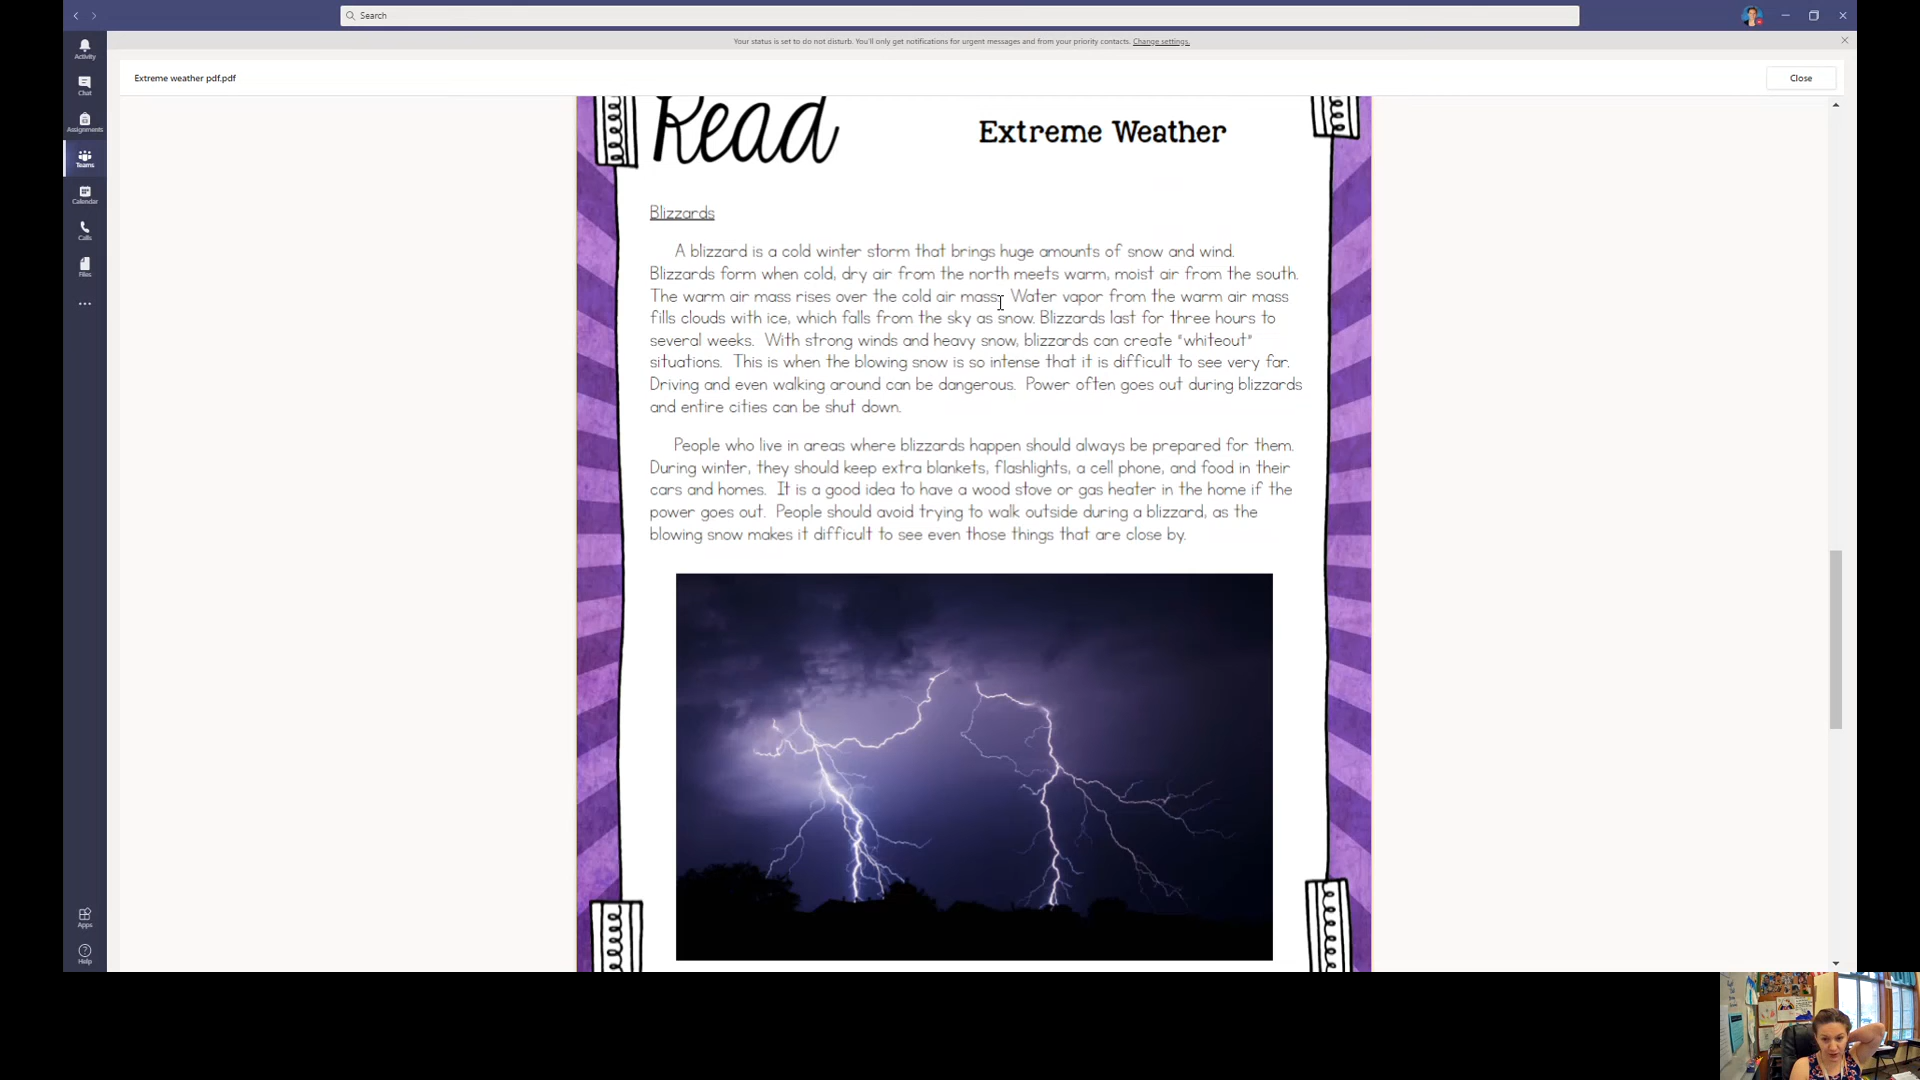 Search
Your status is set to do not disturb. You'll only get notifications for urgent messages and from your priority contacts. Change settings.
Activity
Chat
Assignments
Teams
Calendar
Calls
Files
Apps
Help
Extreme weather pdf.pdf
Close
Read
Extreme Weather
Blizzards
A blizzard is a cold winter storm that brings huge amounts of snow and wind.
Blizzards form when cold, dry air from the north meets warm, moist air from the south.
The warm air mass rises over the cold air mass. Water vapor from the warm air mass
fills clouds with ice, which falls from the sky as snow. Blizzards last for three hours to
several weeks. With strong winds and heavy snow, blizzards can create "whiteout"
situations. This is when the blowing snow is so intense that it is difficult to see very far.
Driving and even walking around can be dangerous. Power often goes out during blizzards
and entire cities can be shut down.
People who live in areas where blizzards happen should always be prepared for them.
During winter, they should keep extra blankets, flashlights, a cell phone, and food in their
cars and homes. It is a good idea to have a wood stove or gas heater in the home if the
power goes out. People should avoid trying to walk outside during a blizzard, as the
blowing snow makes it difficult to see even those things that are close by.